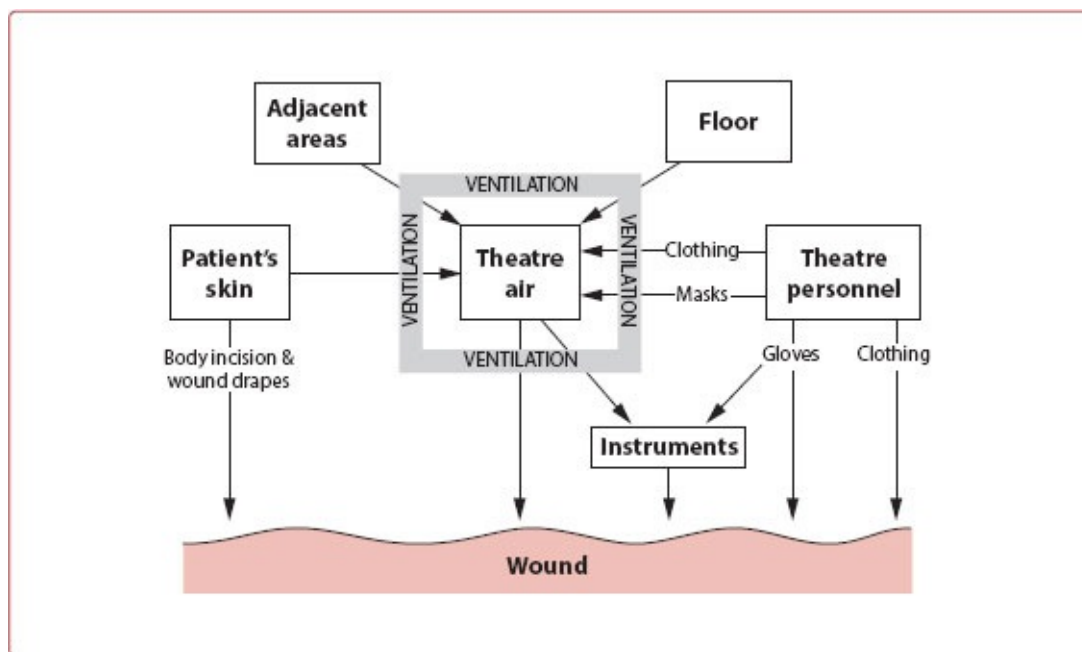 Adjacent
areas
Floor
VENTILATION
VENTILATION
VENTILATION
Patient's
skin
Theatre
air
Clothing
Masks
Theatre
personnel
VENTILATION
Body incision &
wound drapes
Gloves
Clothing
Instruments
Wound